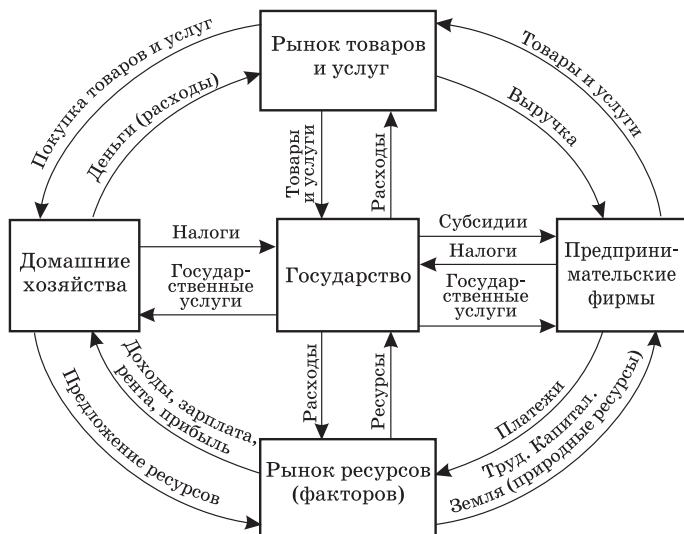 Рынок товаров
и услуг
Покупка товаров и услуг
Деньги (расходы)
Товары и услуги
Выручка
Товары
и услуги
Расходы
Домашние
хозяйства
Налоги
Государ-
ственные
услуги
Государство
Субсидии
Налоги
Государ-
ственные
услуги
Предприни-
мательские
фирмы
Предложение ресурсов
Доходы, зарплата,
рента, прибыль
Расходы
Ресурсы
Платежи
Труд. Капитал.
Земля (природные ресурсы)
Рынок ресурсов
(факторов)